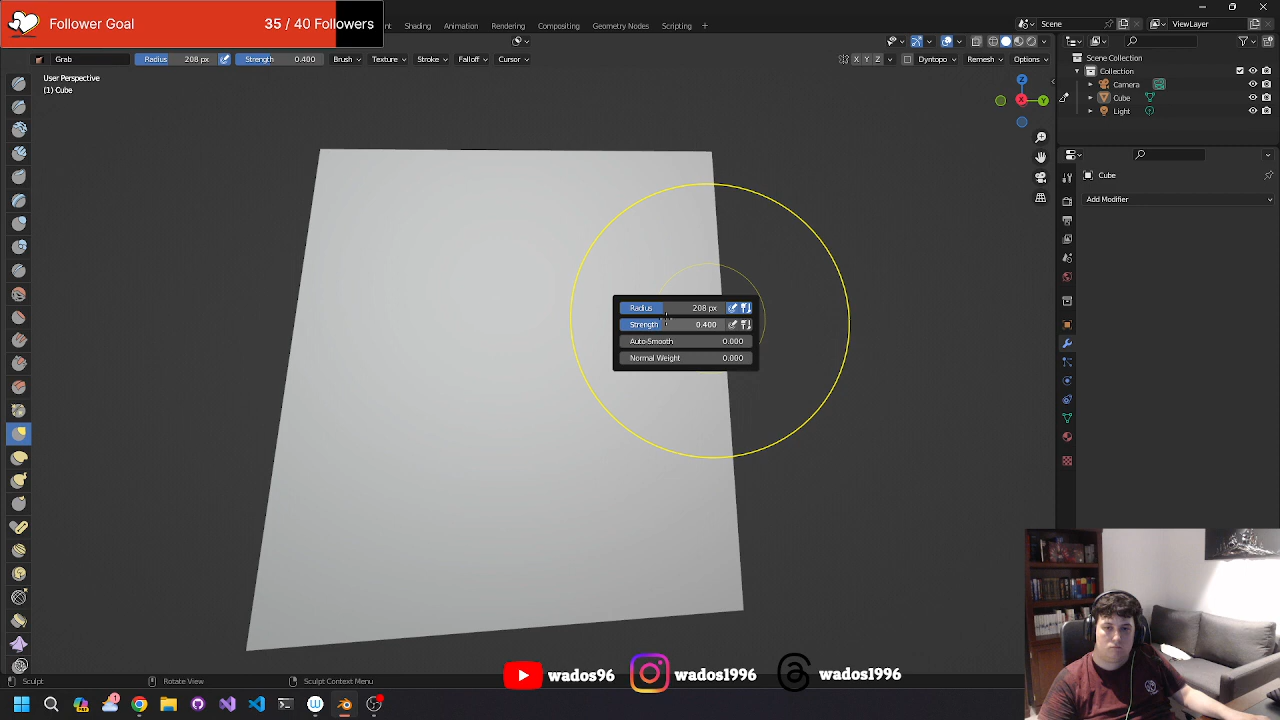 Follower Goal 35 / 40 Followers
Shading Animation Rendering Compositing Geometry Nodes Scripting +
Scene ViewLayer
Grab Radius 208 px Strength 0.400 Brush Texture Stroke Falloff Cursor
X Y Z Dyntopo Remesh Options
Scene Collection
Collection
Camera
Cube
Light
User Perspective
(1) Cube
Z
X
Y
Cube
Add Modifier
Radius 208 px
Strength 0.400
Auto-Smooth 0.000
Normal Weight 0.000
wados96 wados1996 wados1996
Sculpt Rotate View Sculpt Context Menu